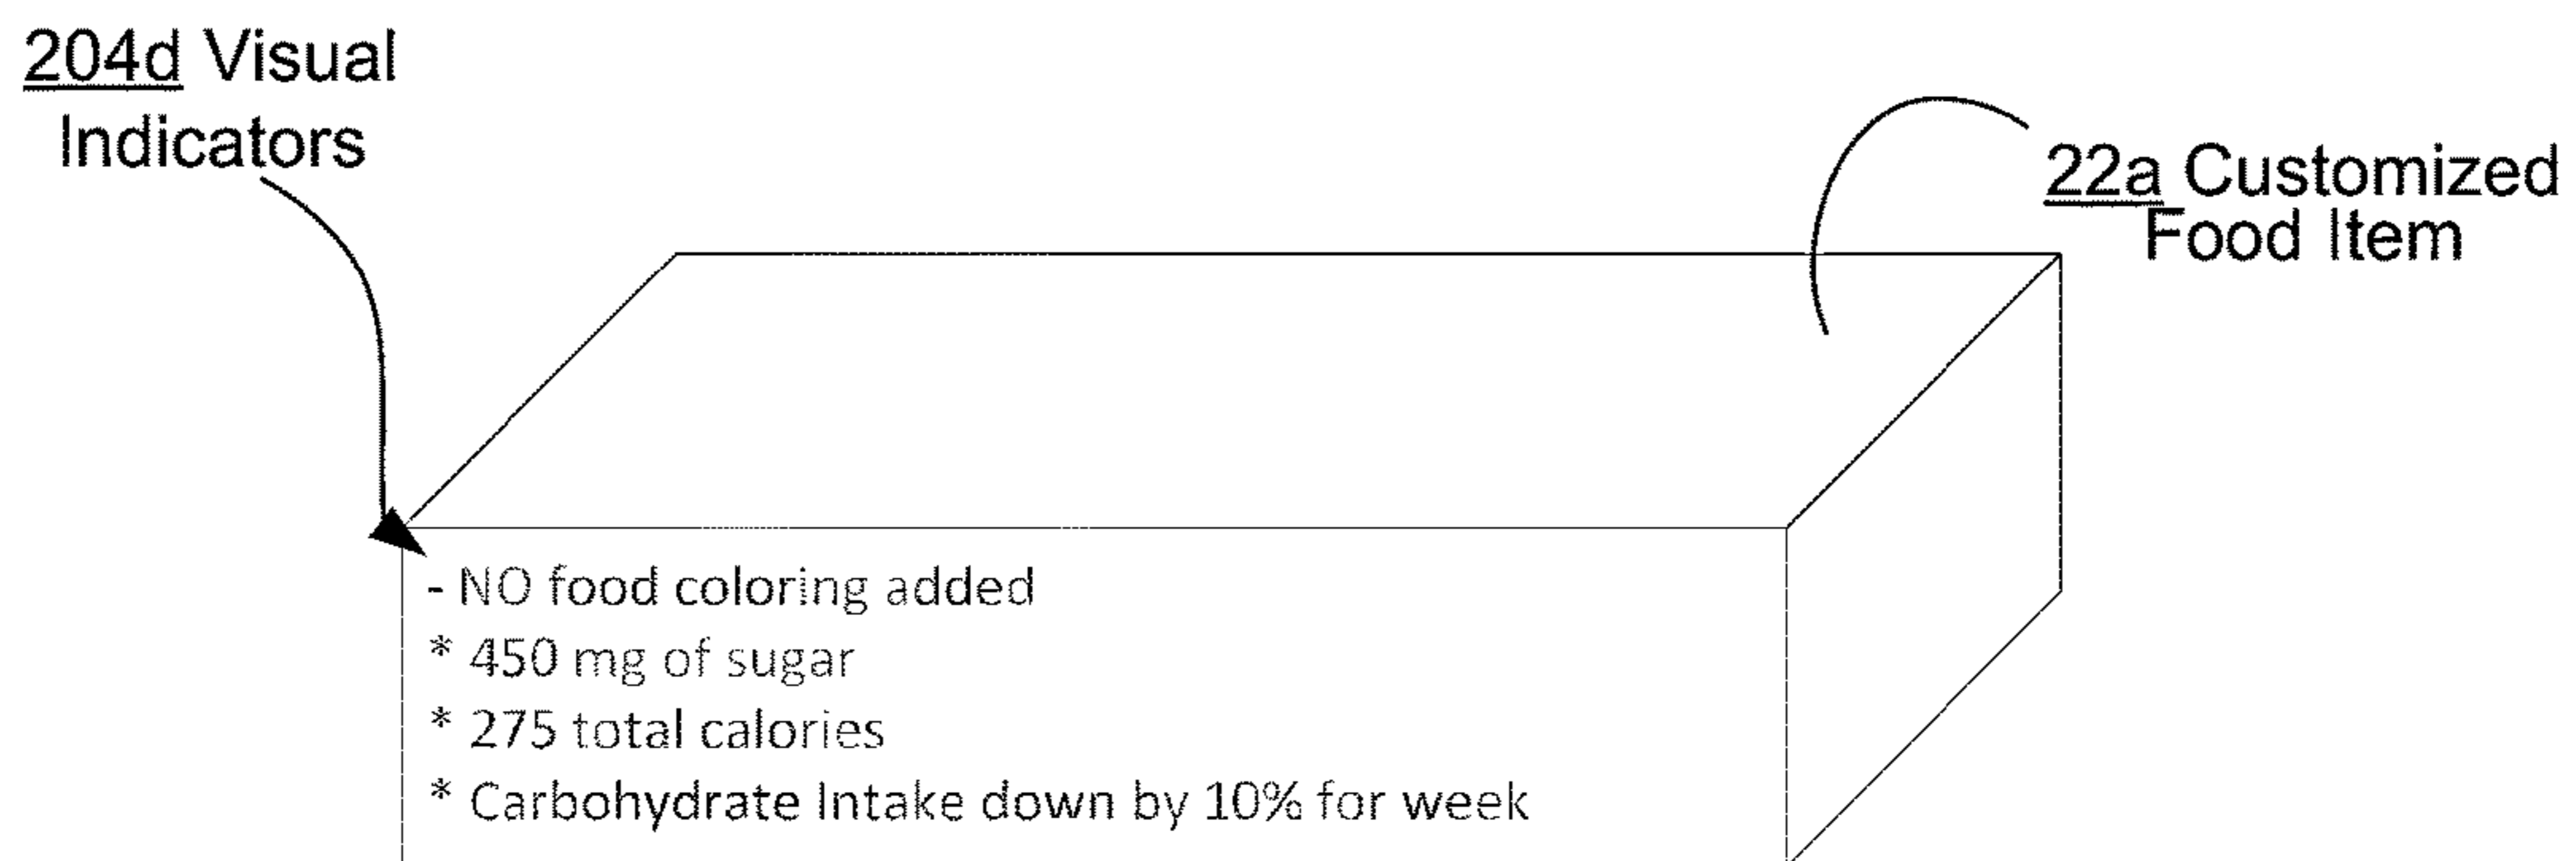 204d Visual
Indicators
22a Customized
Food Item
- NO food coloring added
* 450 mg of sugar
* 275 total calories
* Carbohydrate Intake down by 10% for week